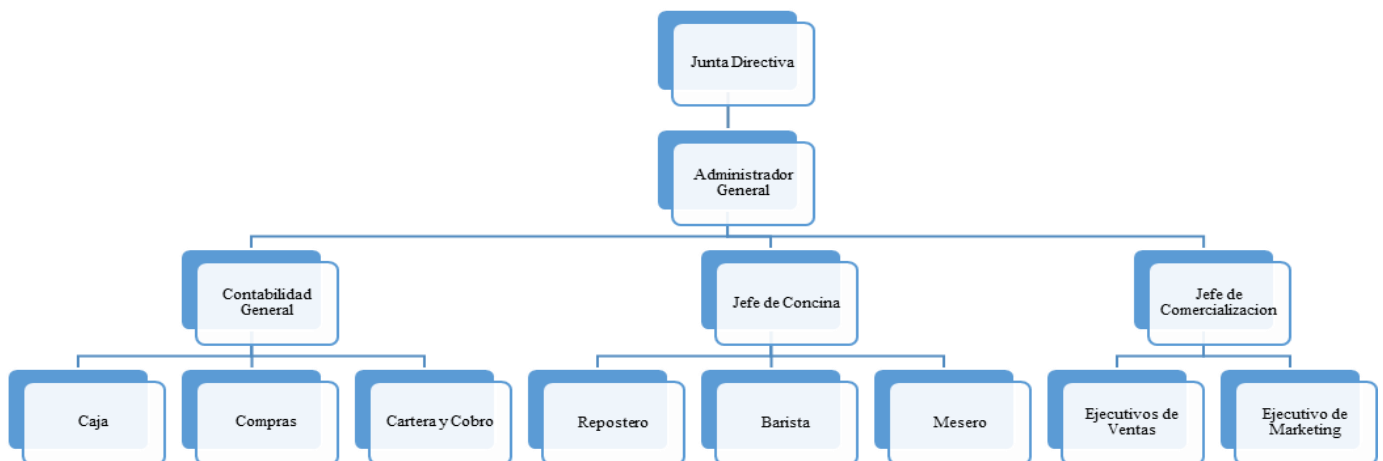 Junta Directiva
Administrador
General
Contabilidad
General
Jefe de Concina
Jefe de
Comercializacion
Caja
Compras
Cartera y Cobro
Repostero
Barista
Mesero
Ejecutivos de
Ventas
Ejecutivo de
Marketing